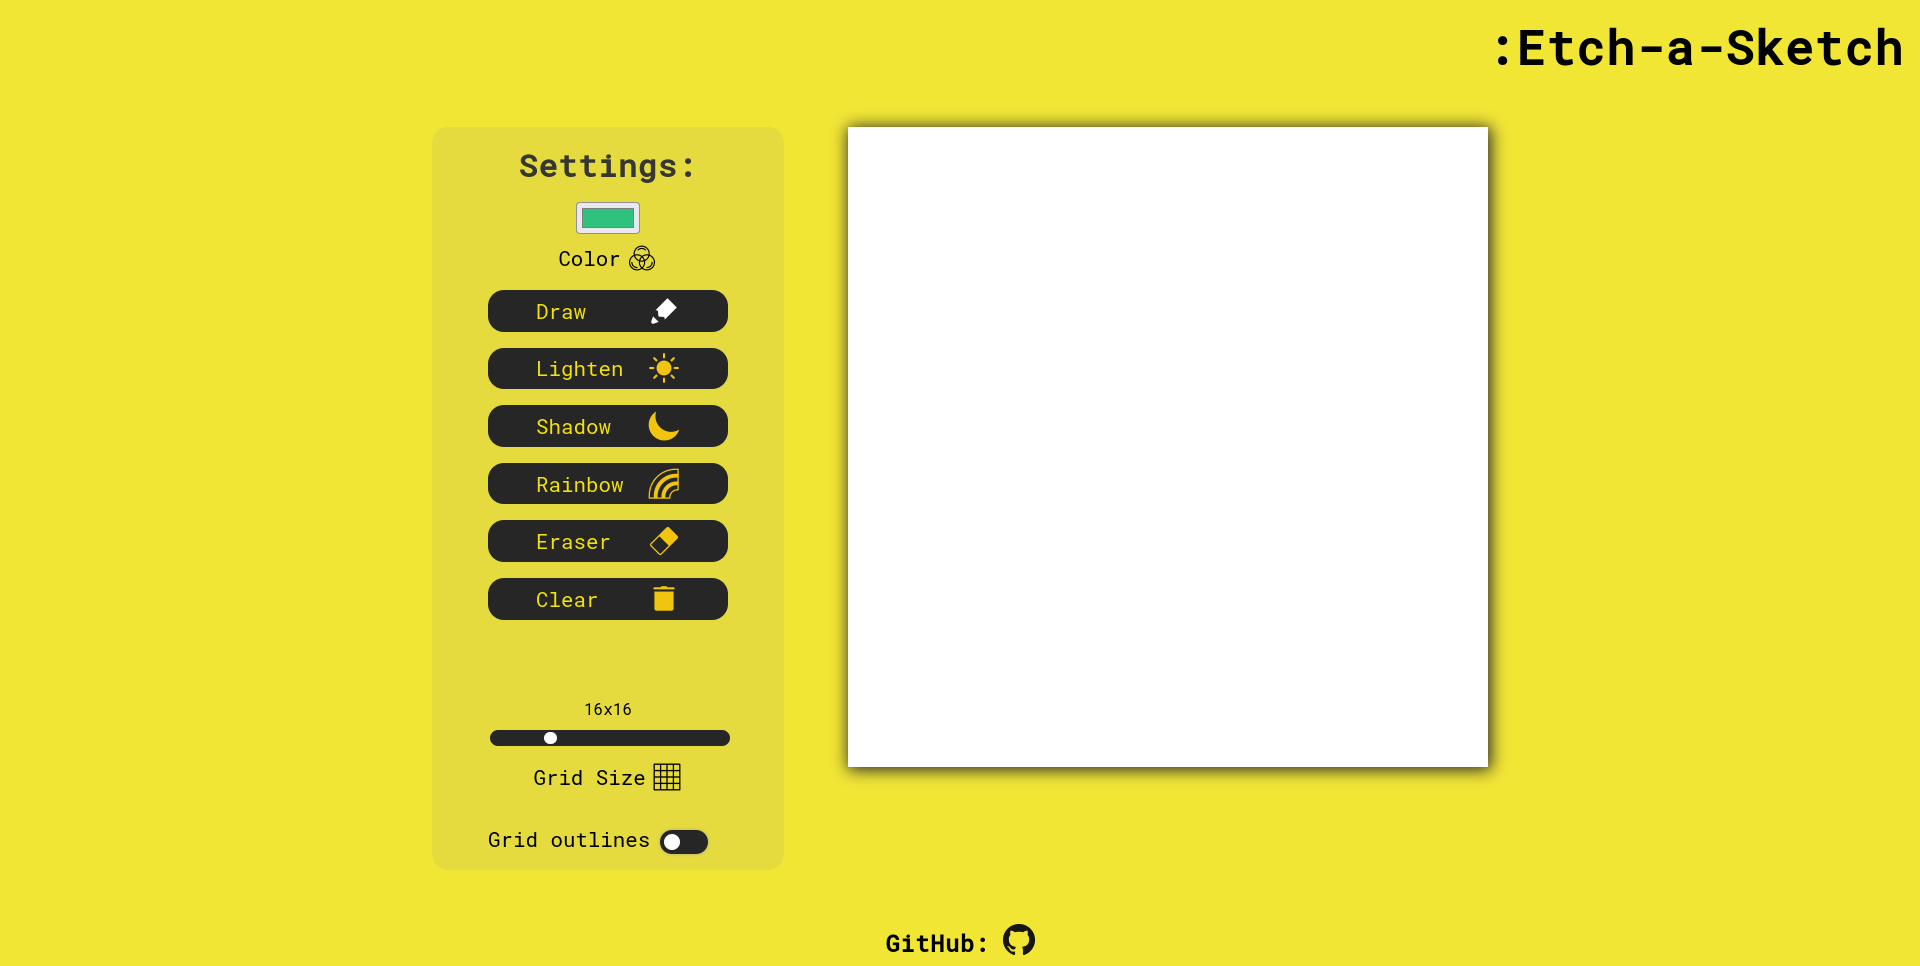 :Etch-a-Sketch
Settings:
Color
Draw
Lighten
Shadow
Rainbow
Eraser
Clear
16x16
Grid Size
Grid outlines
GitHub: